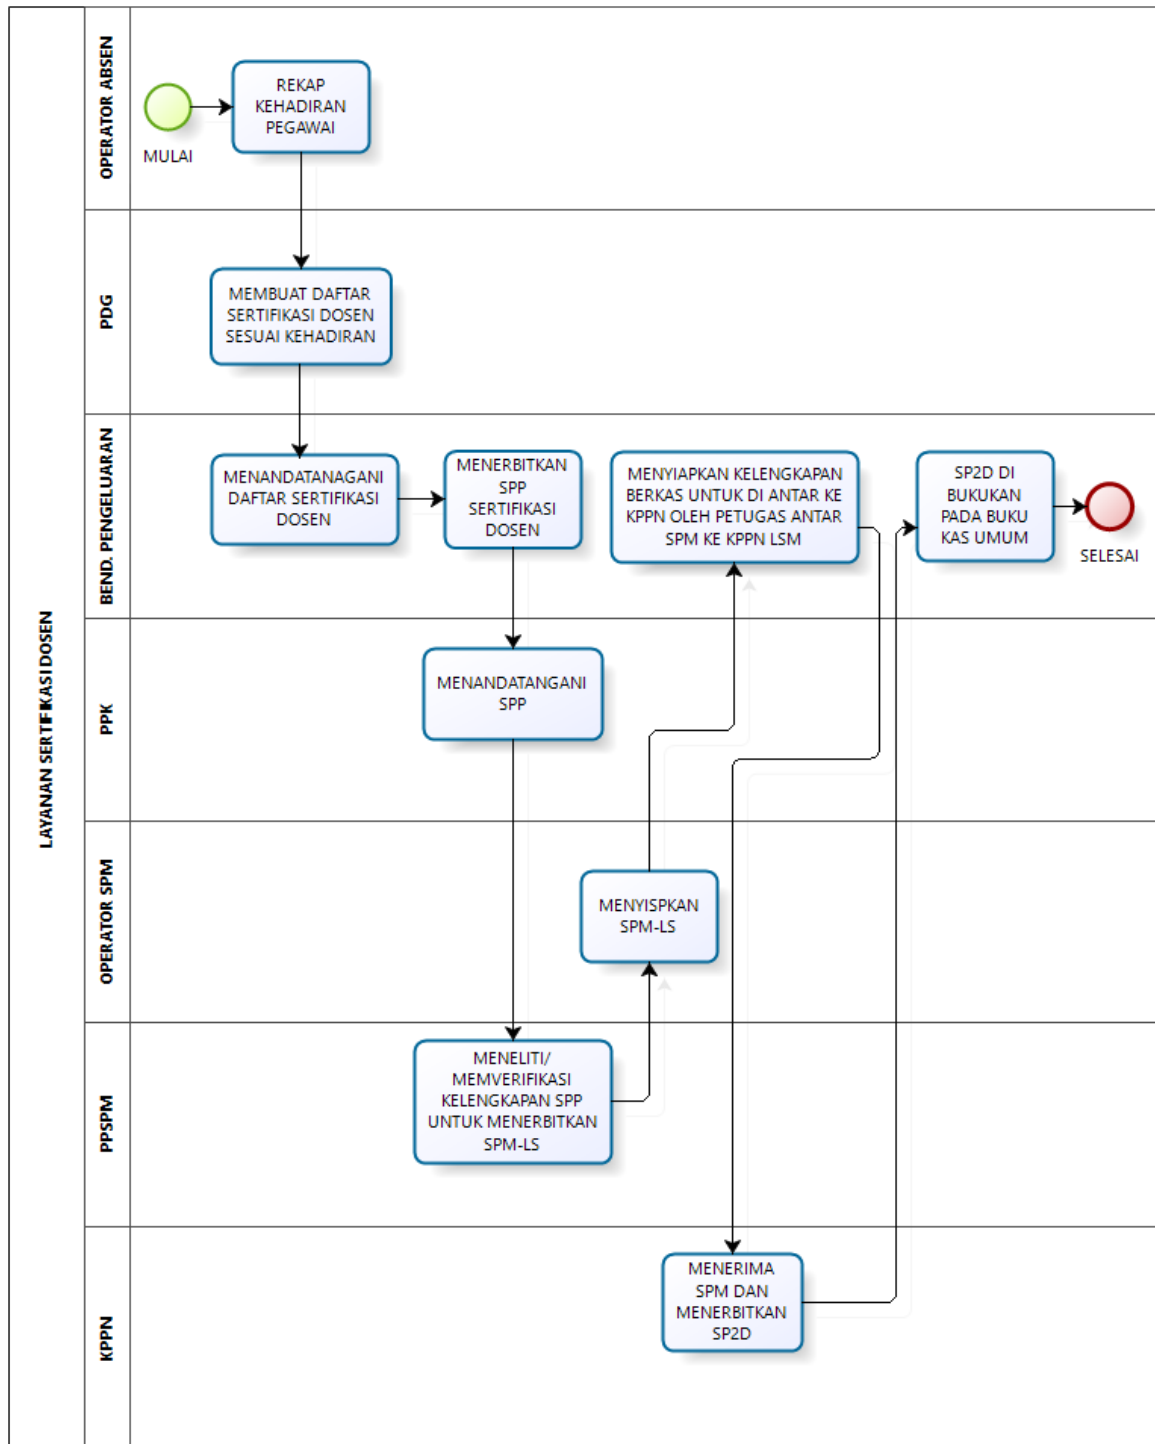 LAYANAN SERTIFIKASI DOSEN
OPERATOR ABSEN
MULAI
REKAP
KEHADIRAN
PEGAWAI
PDG
MEMBUAT DAFTAR
SERTIFIKASI DOSEN
SESUAI KEHADIRAN
BEND. PENGELUARAN
MENANDATANAGANI
DAFTAR SERTIFIKASI
DOSEN
MENERBITKAN
SPP
SERTIFIKASI
DOSEN
MENYIAPKAN KELENGKAPAN
BERKAS UNTUK DI ANTAR KE
KPPN OLEH PETUGAS ANTAR
SPM KE KPPN LSM
SP2D DI
BUKUKAN
PADA BUKU
KAS UMUM
SELESAI
PPK
MENANDATANGANI
SPP
OPERATOR SPM
MENYISPKAN
SPM-LS
PPSPM
MENELITI/
MEMVERIFIKASI
KELENGKAPAN SPP
UNTUK MENERBITKAN
SPM-LS
KPPN
MENERIMA
SPM DAN
MENERBITKAN
SP2D